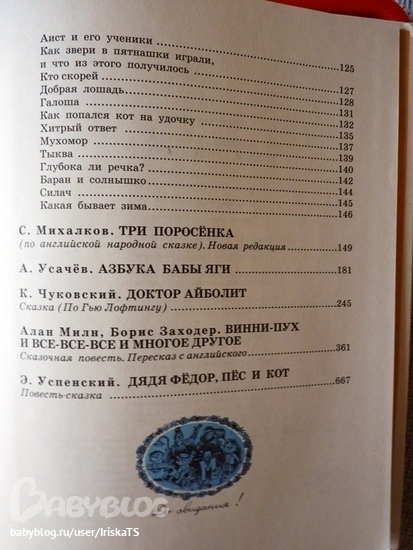 Аист и его ученики 125
Как звери в пятнашки играли,
и что из этого получилось 127
Кто скорей 128
Добрая лошадь 131
Галоша 132
Как попался кот на удочку 135
Хитрый ответ 137
Мухомор 139
Тыква 140
Глубока ли речка? 142
Баран и солнышко 144
Силач 145
Какая бывает зима 146
С. Михалков. ТРИ ПОРОСЁНКА
(по английской народной сказке). Новая редакция 149
А. Усачёв. АЗБУКА БАБЫ ЯГИ 181
К. Чуковский. ДОКТОР АЙБОЛИТ
Сказка (По Гью Лофтингу) 245
Алан Милн, Борис Заходер. ВИННИ-ПУХ
И ВСЕ-ВСЕ-ВСЕ И МНОГОЕ ДРУГОЕ
Сказочная повесть. Пересказ с английского 361
Э. Успенский. ДЯДЯ ФЁДОР, ПЁС И КОТ
Повесть-сказка 667
До свидания!
BABYBLOG
babyblog.ru/user/IriskaTS